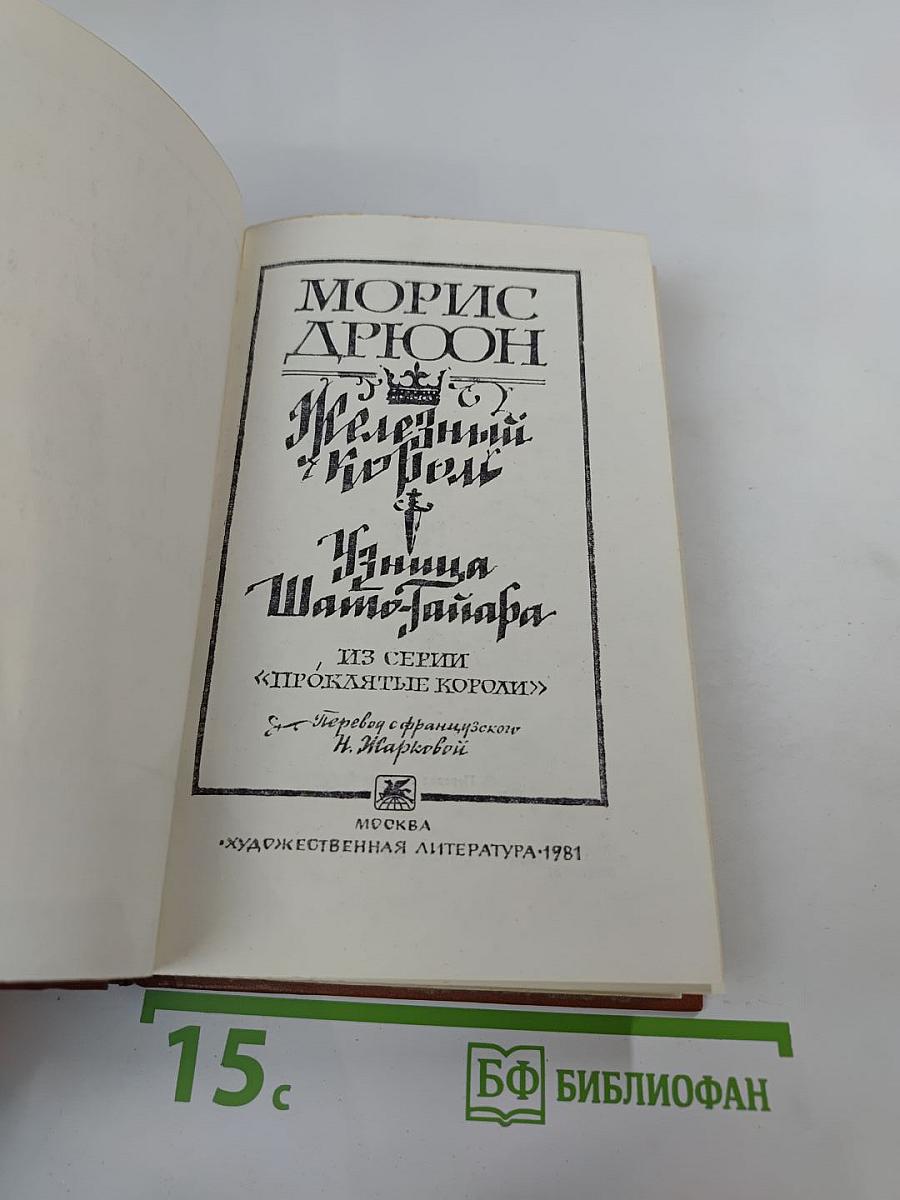 МОРИС
ДРЮОН
Железный
король
Узница
Шато-Гайара
ИЗ СЕРИИ
«ПРО́КЛЯТЫЕ КОРОЛИ»
Перевод с французского
Н. Жарковой
МОСКВА
•ХУДОЖЕСТВЕННАЯ ЛИТЕРАТУРА•1981
15 с
БФ БИБЛИОФАН